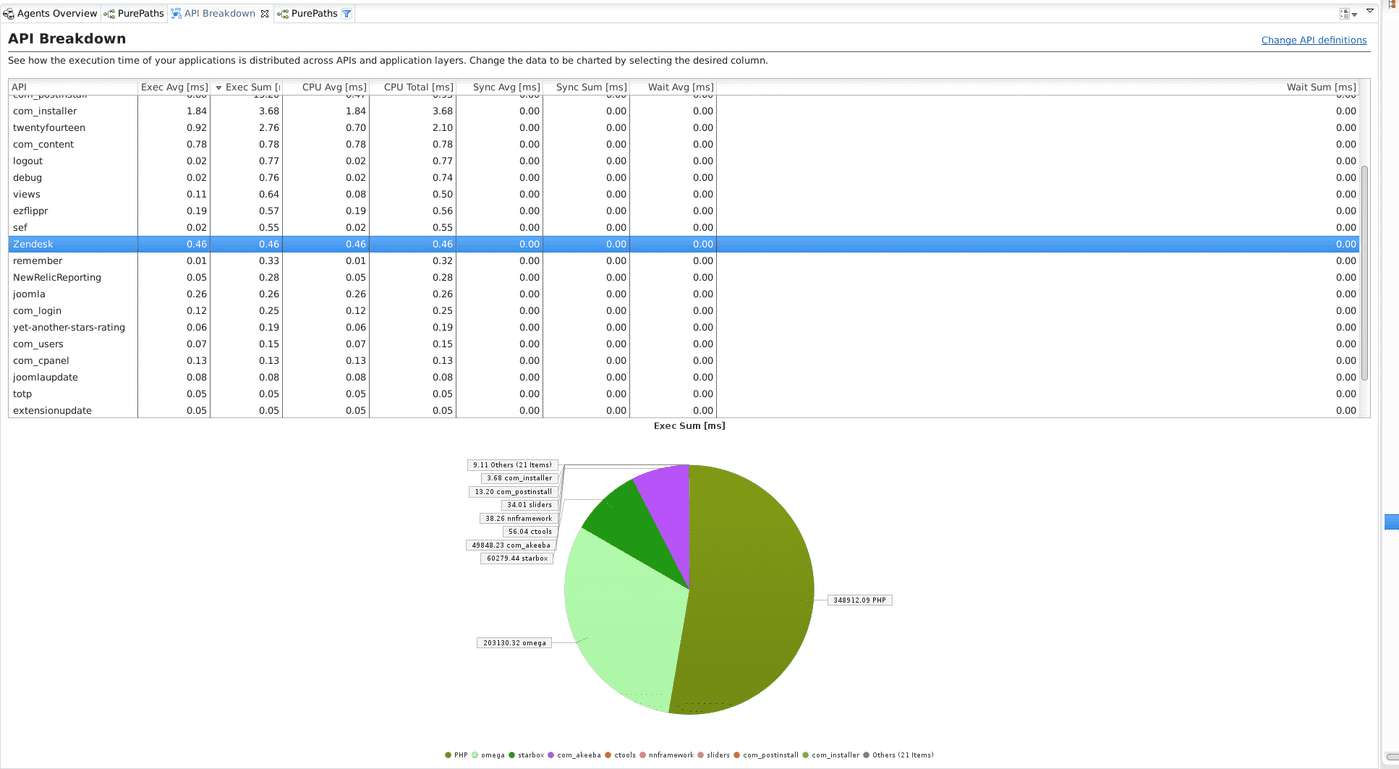 Agents Overview PurePaths API Breakdown PurePaths
API Breakdown
Change API definitions
See how the execution time of your applications is distributed across APIs and application layers. Change the data to be charted by selecting the desired column.
API Exec Avg [ms] Exec Sum [ CPU Avg [ms] CPU Total [ms] Sync Avg [ms] Sync Sum [ms] Wait Avg [ms] Wait Sum [ms]
com_installer 1.84 3.68 1.84 3.68 0.00 0.00 0.00 0.00
twentyfourteen 0.92 2.76 0.70 2.10 0.00 0.00 0.00 0.00
com_content 0.78 0.78 0.78 0.78 0.00 0.00 0.00 0.00
logout 0.02 0.77 0.02 0.77 0.00 0.00 0.00 0.00
debug 0.02 0.76 0.02 0.74 0.00 0.00 0.00 0.00
views 0.11 0.64 0.08 0.50 0.00 0.00 0.00 0.00
ezflippr 0.19 0.57 0.19 0.56 0.00 0.00 0.00 0.00
sef 0.02 0.55 0.02 0.55 0.00 0.00 0.00 0.00
Zendesk 0.46 0.46 0.46 0.46 0.00 0.00 0.00 0.00
remember 0.01 0.33 0.01 0.32 0.00 0.00 0.00 0.00
NewRelicReporting 0.05 0.28 0.05 0.28 0.00 0.00 0.00 0.00
joomla 0.26 0.26 0.26 0.26 0.00 0.00 0.00 0.00
com_login 0.12 0.25 0.12 0.25 0.00 0.00 0.00 0.00
yet-another-stars-rating 0.06 0.19 0.06 0.19 0.00 0.00 0.00 0.00
com_users 0.07 0.15 0.07 0.15 0.00 0.00 0.00 0.00
com_cpanel 0.13 0.13 0.13 0.13 0.00 0.00 0.00 0.00
joomlaupdate 0.08 0.08 0.08 0.08 0.00 0.00 0.00 0.00
totp 0.05 0.05 0.05 0.05 0.00 0.00 0.00 0.00
extensionupdate 0.05 0.05 0.05 0.05 0.00 0.00 0.00 0.00
Exec Sum [ms]
9.11 Others (21 Items)
3.68 com_installer
13.20 com_postinstall
34.01 sliders
38.26 nnframework
56.04 ctools
49848.23 com_akeeba
60279.44 starbox
348912.09 PHP
203130.32 omega
PHP omega starbox com_akeeba ctools nnframework sliders com_postinstall com_installer Others (21 Items)